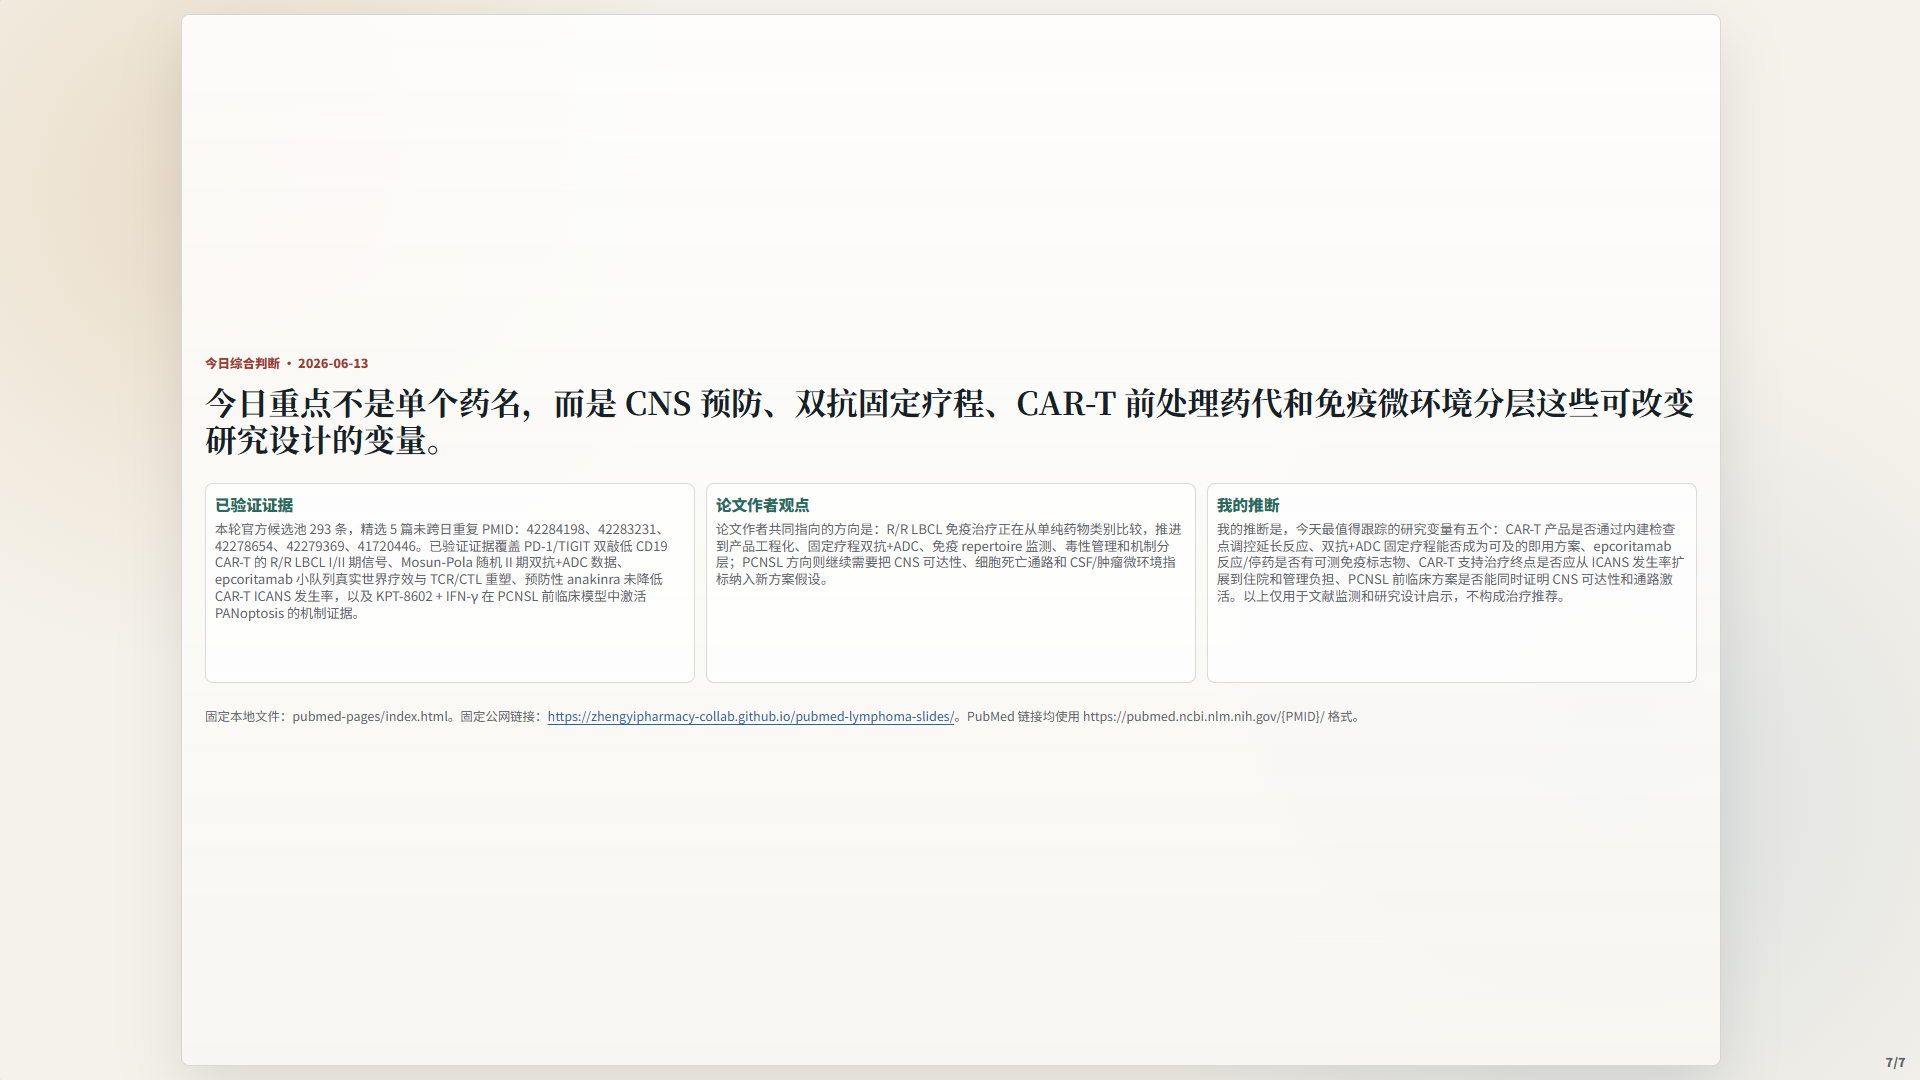 今日综合判断 · 2026-06-13
今日重点不是单个药名，而是 CNS 预防、双抗固定疗程、CAR-T 前处理药代和免疫微环境分层这些可改变
研究设计的变量。
已验证证据
本轮官方候选池 293 条，精选 5 篇未跨日重复 PMID：42284198、42283231、
42278654、42279369、41720446。已验证证据覆盖 PD-1/TIGIT 双敲低 CD19
CAR-T 的 R/R LBCL I/II 期信号、Mosun-Pola 随机 II 期双抗+ADC 数据、
epcoritamab 小队列真实世界疗效与 TCR/CTL 重塑、预防性 anakinra 未降低
CAR-T ICANS 发生率，以及 KPT-8602 + IFN-γ 在 PCNSL 前临床模型中激活
PANoptosis 的机制证据。
论文作者观点
论文作者共同指向的方向是：R/R LBCL 免疫治疗正在从单纯药物类别比较，推进
到产品工程化、固定疗程双抗+ADC、免疫 repertoire 监测、毒性管理和机制分
层；PCNSL 方向则继续需要把 CNS 可达性、细胞死亡通路和 CSF/肿瘤微环境指
标纳入新方案假设。
我的推断
我的推断是，今天最值得跟踪的研究变量有五个：CAR-T 产品是否通过内建检查
点调控延长反应、双抗+ADC 固定疗程能否成为可及的即用方案、epcoritamab
反应/停药是否有可测免疫标志物、CAR-T 支持治疗终点是否应从 ICANS 发生率扩
展到住院和管理负担、PCNSL 前临床方案是否能同时证明 CNS 可达性和通路激
活。以上仅用于文献监测和研究设计启示，不构成治疗推荐。
固定本地文件：pubmed-pages/index.html。固定公网链接：https://zhengyipharmacy-collab.github.io/pubmed-lymphoma-slides/。PubMed 链接均使用 https://pubmed.ncbi.nlm.nih.gov/{PMID}/ 格式。
7/7